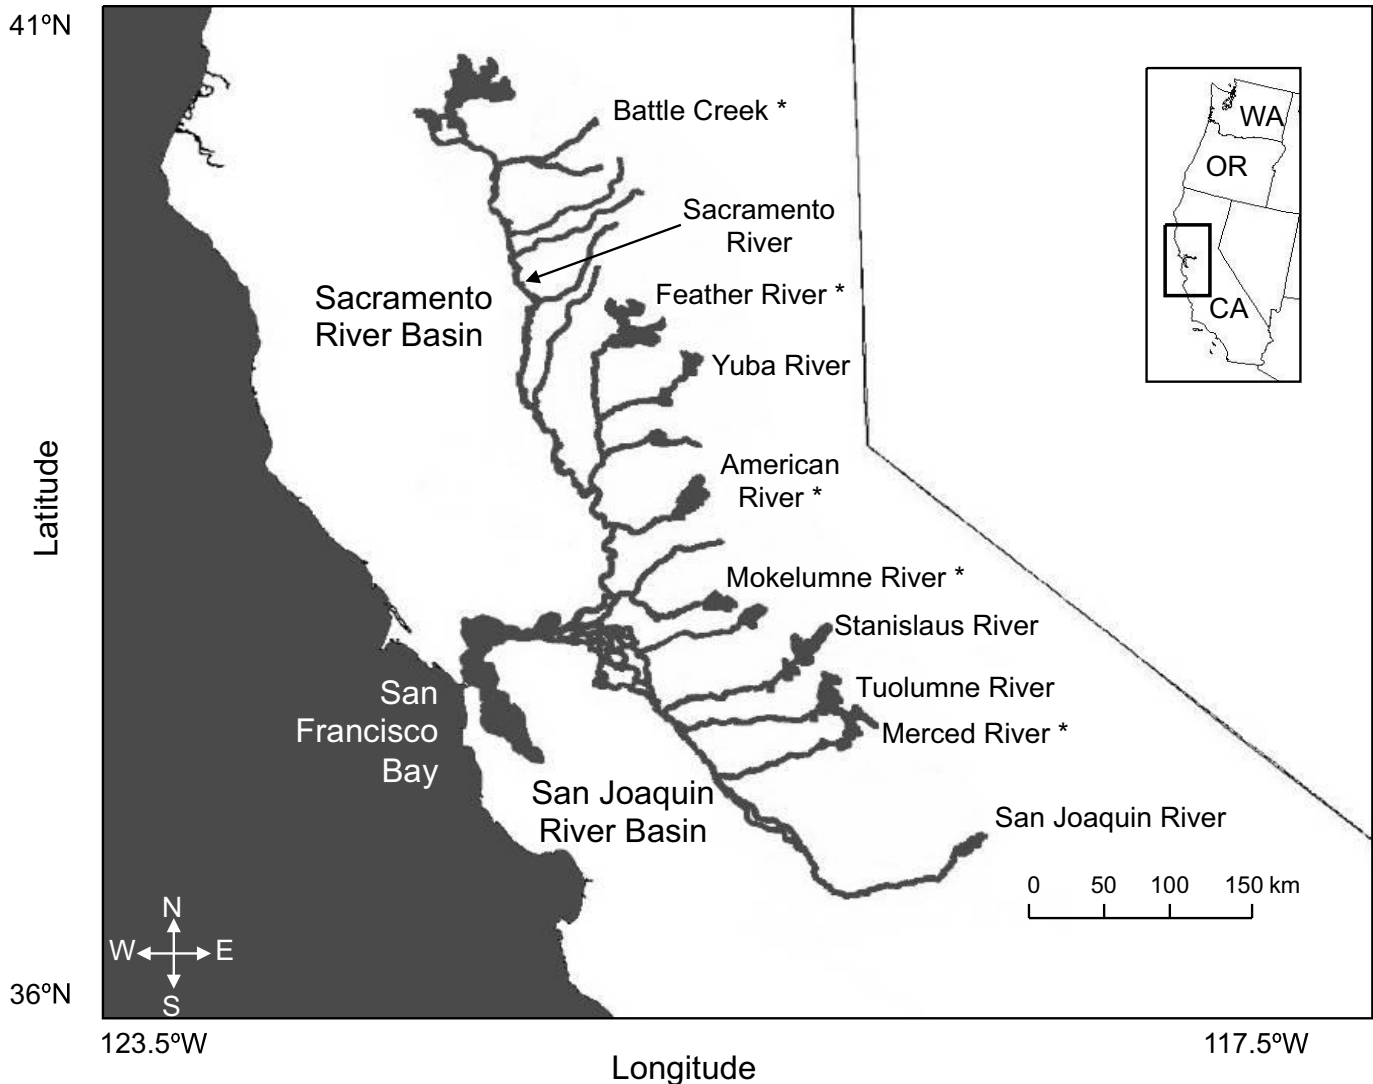 41ºN
Battle Creek *
WA
OR
Sacramento
River
Sacramento
River Basin
Feather River *
CA
Yuba River
American
River *
Latitude
Mokelumne River *
Stanislaus River
San
Francisco
Bay
Tuolumne River
Merced River *
San Joaquin
River Basin
San Joaquin River
0 50 100 150 km
N
W E
S
36ºN
123.5ºW
117.5ºW
Longitude